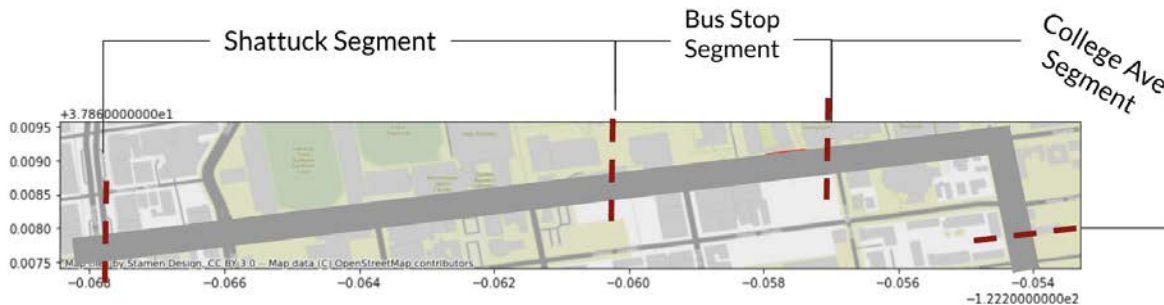 Shattuck Segment
Bus Stop
Segment
College Ave
Segment
+3.7860000000e1
0.0095
0.0090
0.0085
0.0080
0.0075
by Stamen Design, CC BY 3.0 -- Map data (C) OpenStreetMap contributors
−0.068
−0.066
−0.064
−0.062
−0.060
−0.058
−0.056
−0.054
−1.2220000000e2